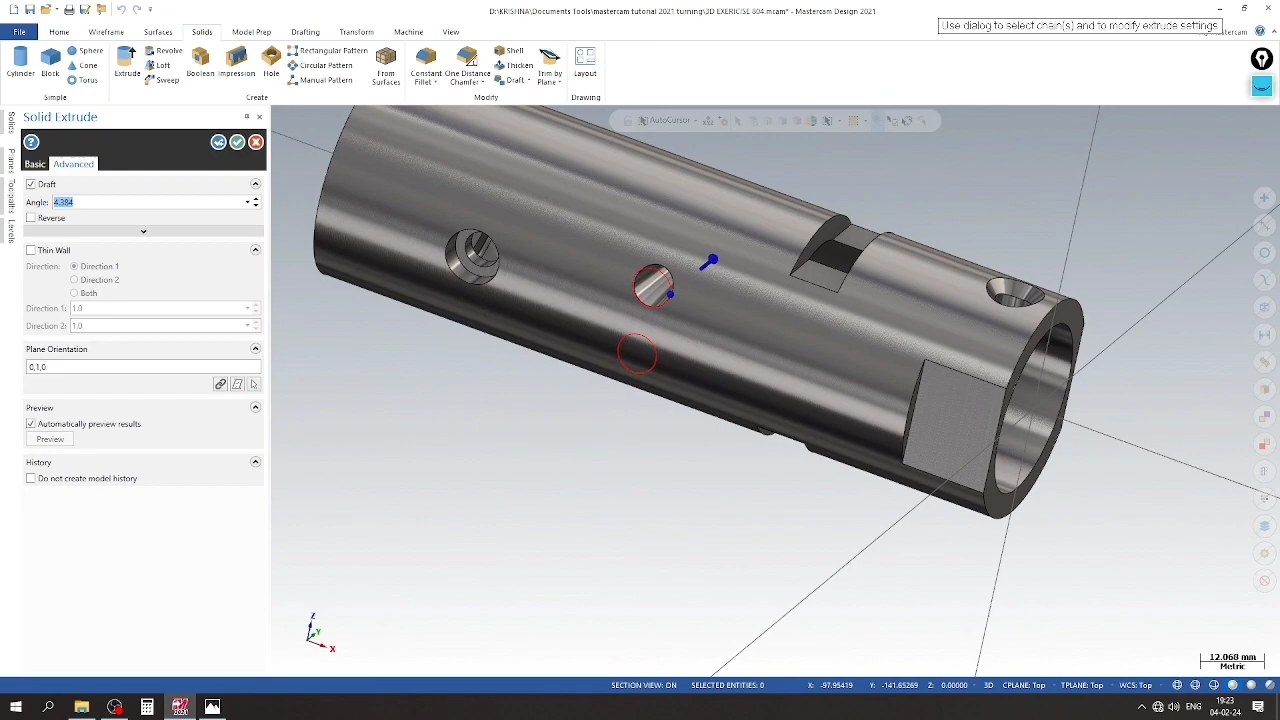 D:\KRISHNA\Documents Tools\mastercam tutorial 2021 turning\3D EXERICISE 804.mcam* - Mastercam Design 2021
Use dialog to select chain(s) and to modify extrude settings.
File
Home
Wireframe
Surfaces
Solids
Model Prep
Drafting
Transform
Machine
View
Cylinder
Block
Sphere
Cone
Torus
Simple
Extrude
Revolve
Loft
Sweep
Boolean
Impression
Hole
Rectangular Pattern
Circular Pattern
Manual Pattern
Create
From Surfaces
Constant Fillet
One Distance Chamfer
Shell
Thicken
Draft
Trim by Plane
Modify
Layout
Drawing
Solids
Planes
Toolpaths
Levels
Solid Extrude
Basic
Advanced
Draft
Angle: 4.384
Reverse
Thin Wall
Direction:
Direction 1
Direction 2
Both
Direction 1: 1.0
Direction 2: 1.0
Plane Orientation
0,1,0
Preview
Automatically preview results
Preview
History
Do not create model history
AutoCursor
Z
Y
X
12.068 mm
Metric
SECTION VIEW: ON
SELECTED ENTITIES: 0
X: -97.95419
Y: -141.65269
Z: 0.00000
3D
CPLANE: Top
TPLANE: Top
WCS: Top
ENG
19:23
04-02-24